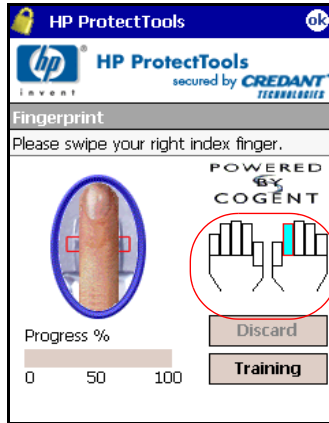 HP ProtectTools ok
hp
invent
HP ProtectTools
secured by CREDANT
TECHNOLOGIES
Fingerprint
Please swipe your right index finger.
POWERED
BY
COGENT
Progress %
0 50 100
Discard
Training